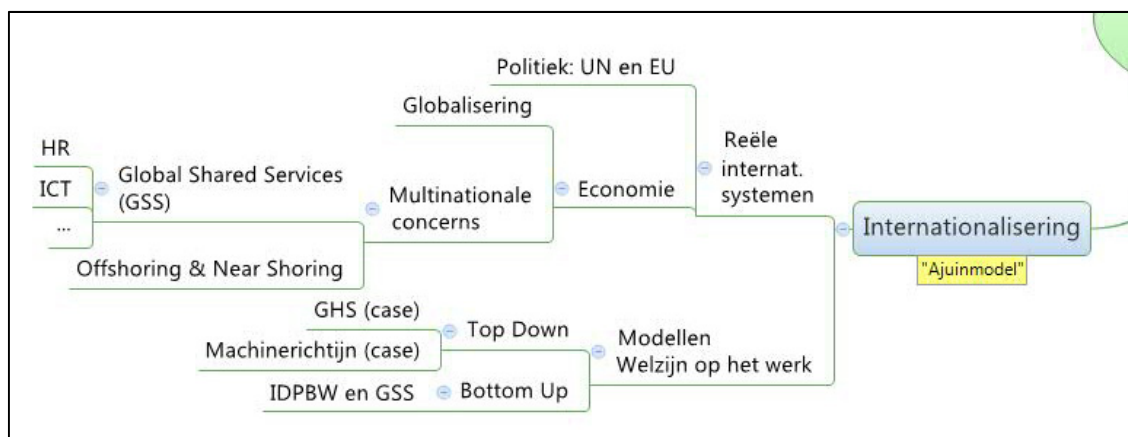 Politiek: UN en EU
Globalisering
HR
ICT
...
Global Shared Services
(GSS)
Multinationale
concerns
Economie
Reële
internat.
systemen
Internationalisering
"Ajuinmodel"
Offshoring & Near Shoring
GHS (case)
Machinerichtijn (case)
Top Down
Modellen
Welzijn op het werk
IDPBW en GSS
Bottom Up